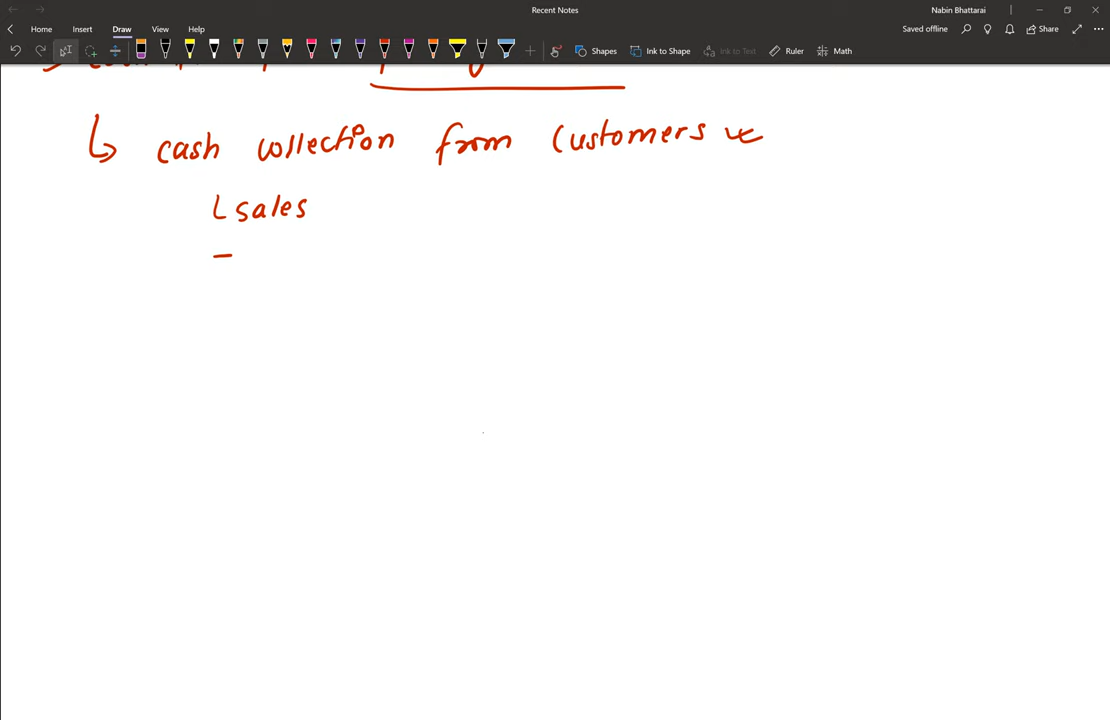 Recent Notes
Nabin Bhattarai
Home Insert Draw View Help
Saved offline
Share
Shapes Ink to Shape Ink to Text Ruler Math
cash collection from customers
sales